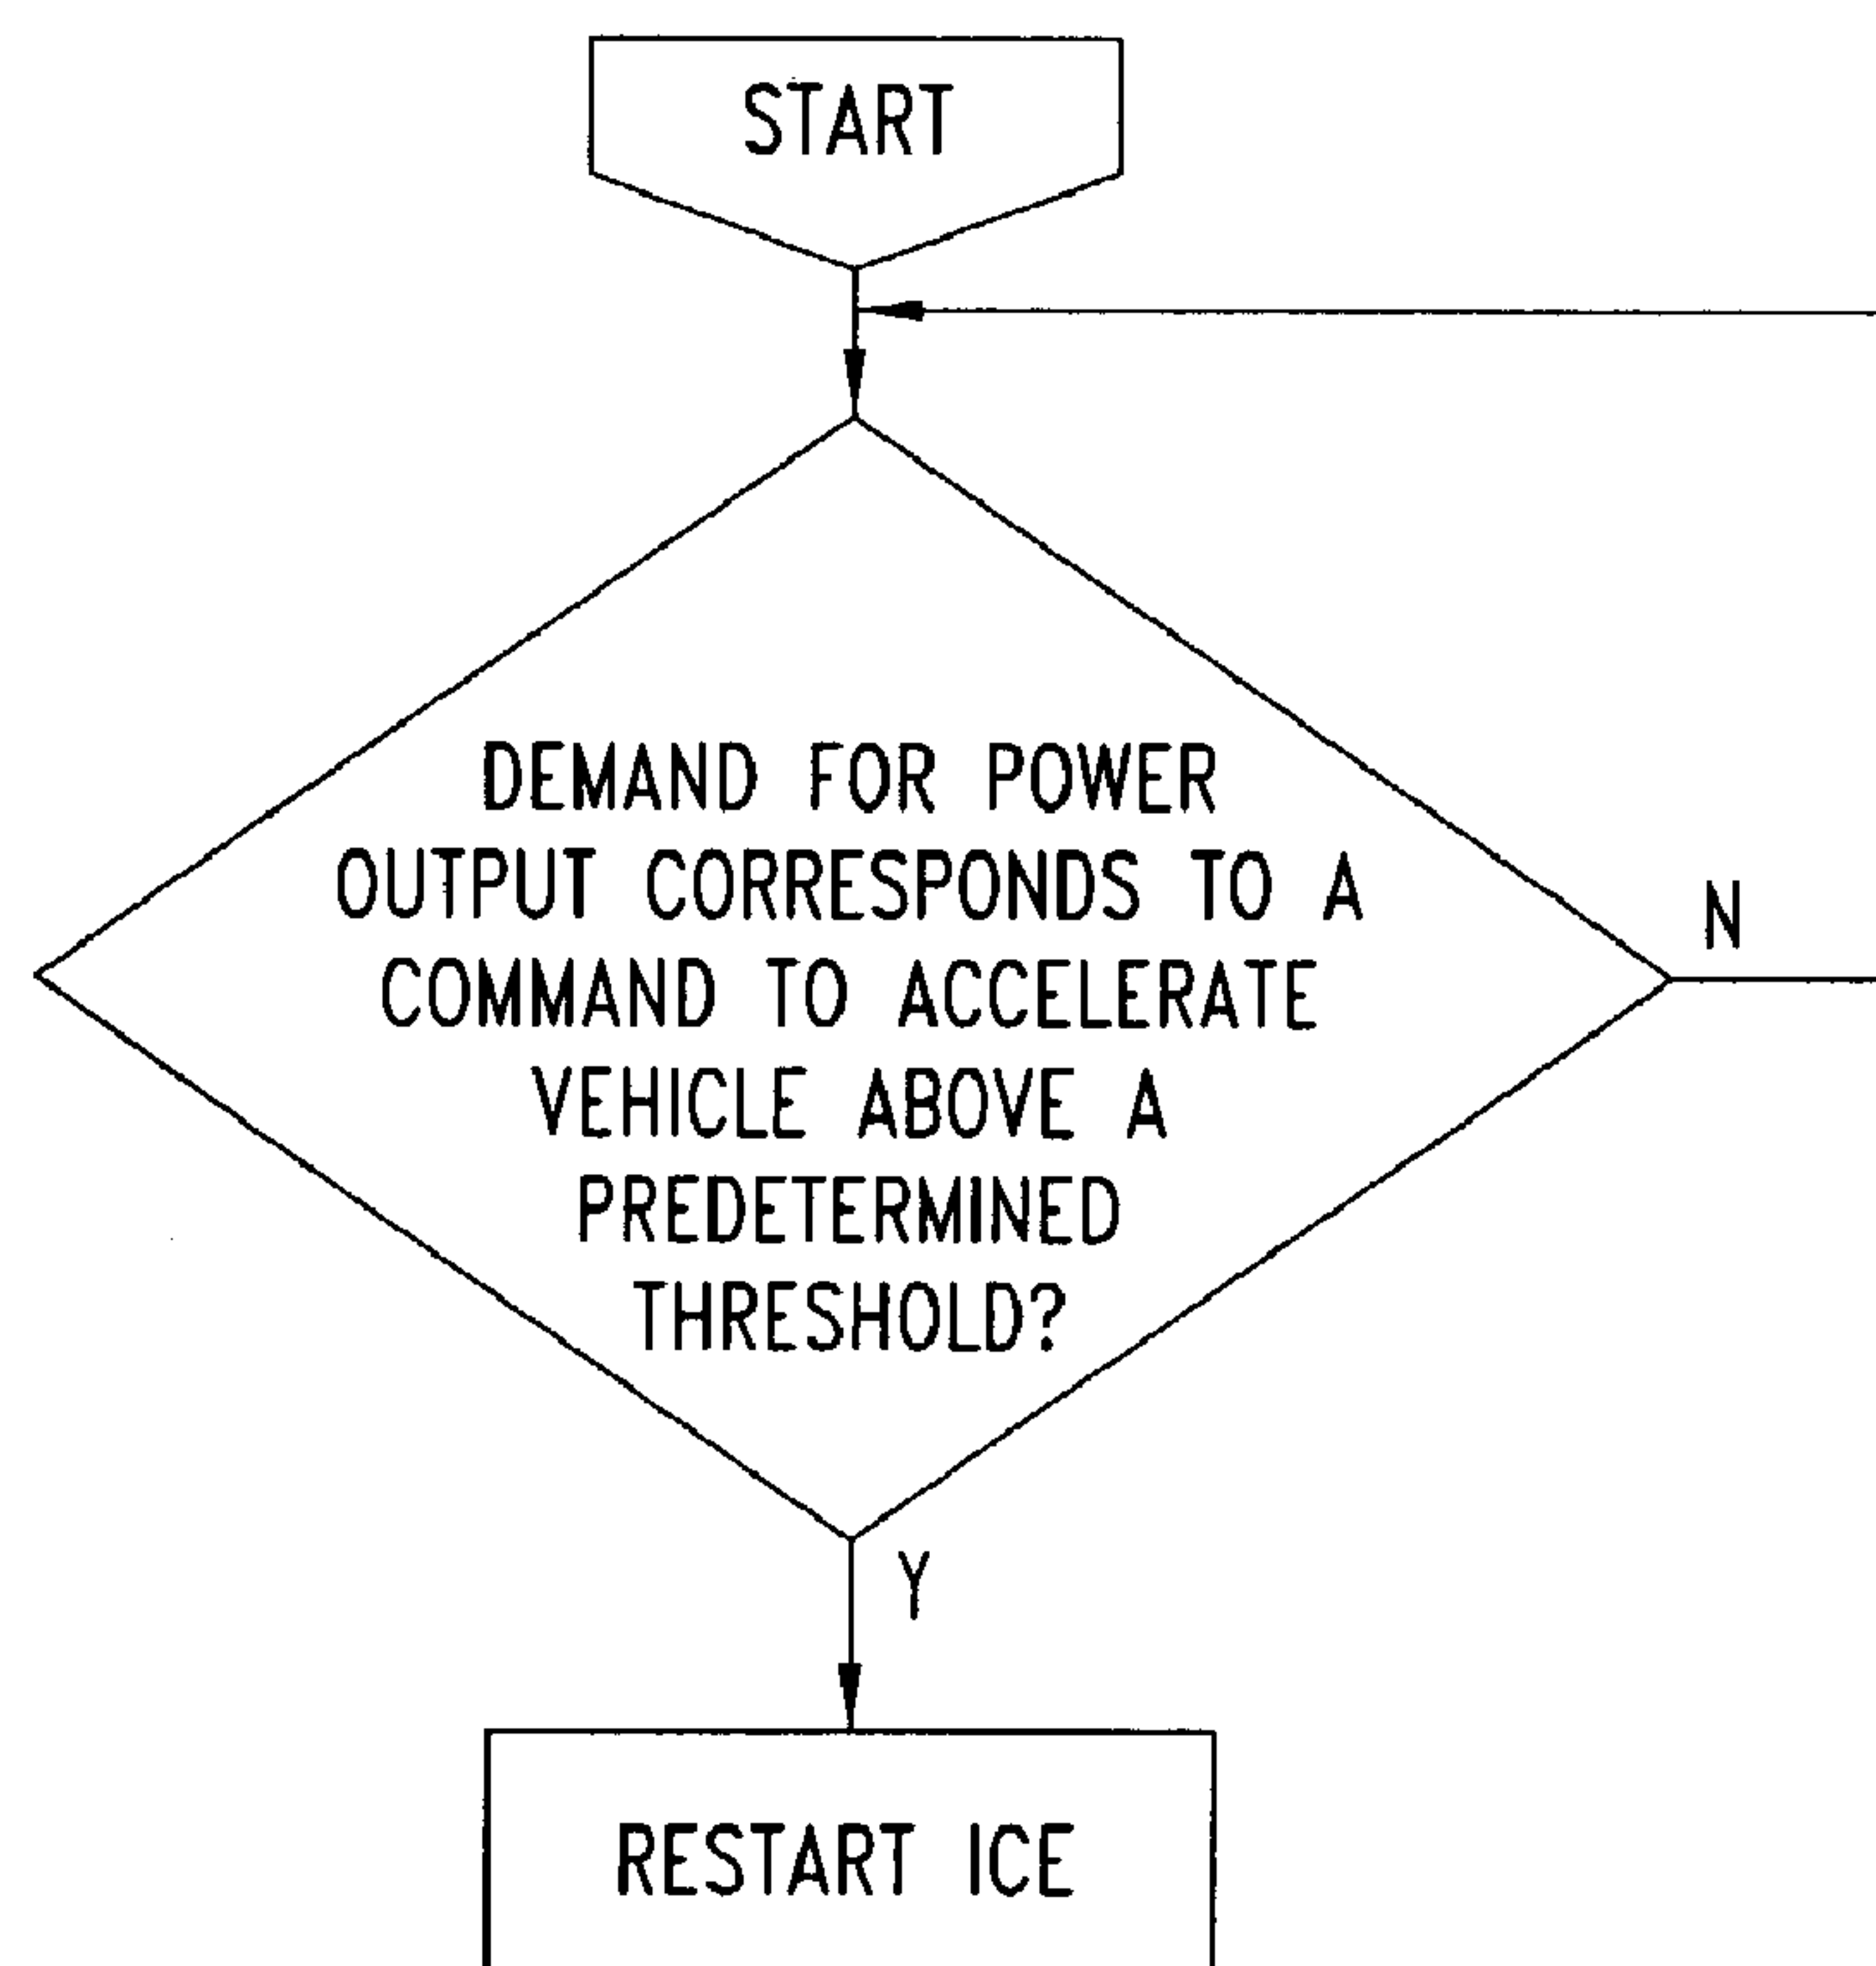 START
DEMAND FOR POWER
OUTPUT CORRESPONDS TO A
COMMAND TO ACCELERATE
VEHICLE ABOVE A
PREDETERMINED
THRESHOLD?
N
Y
RESTART ICE